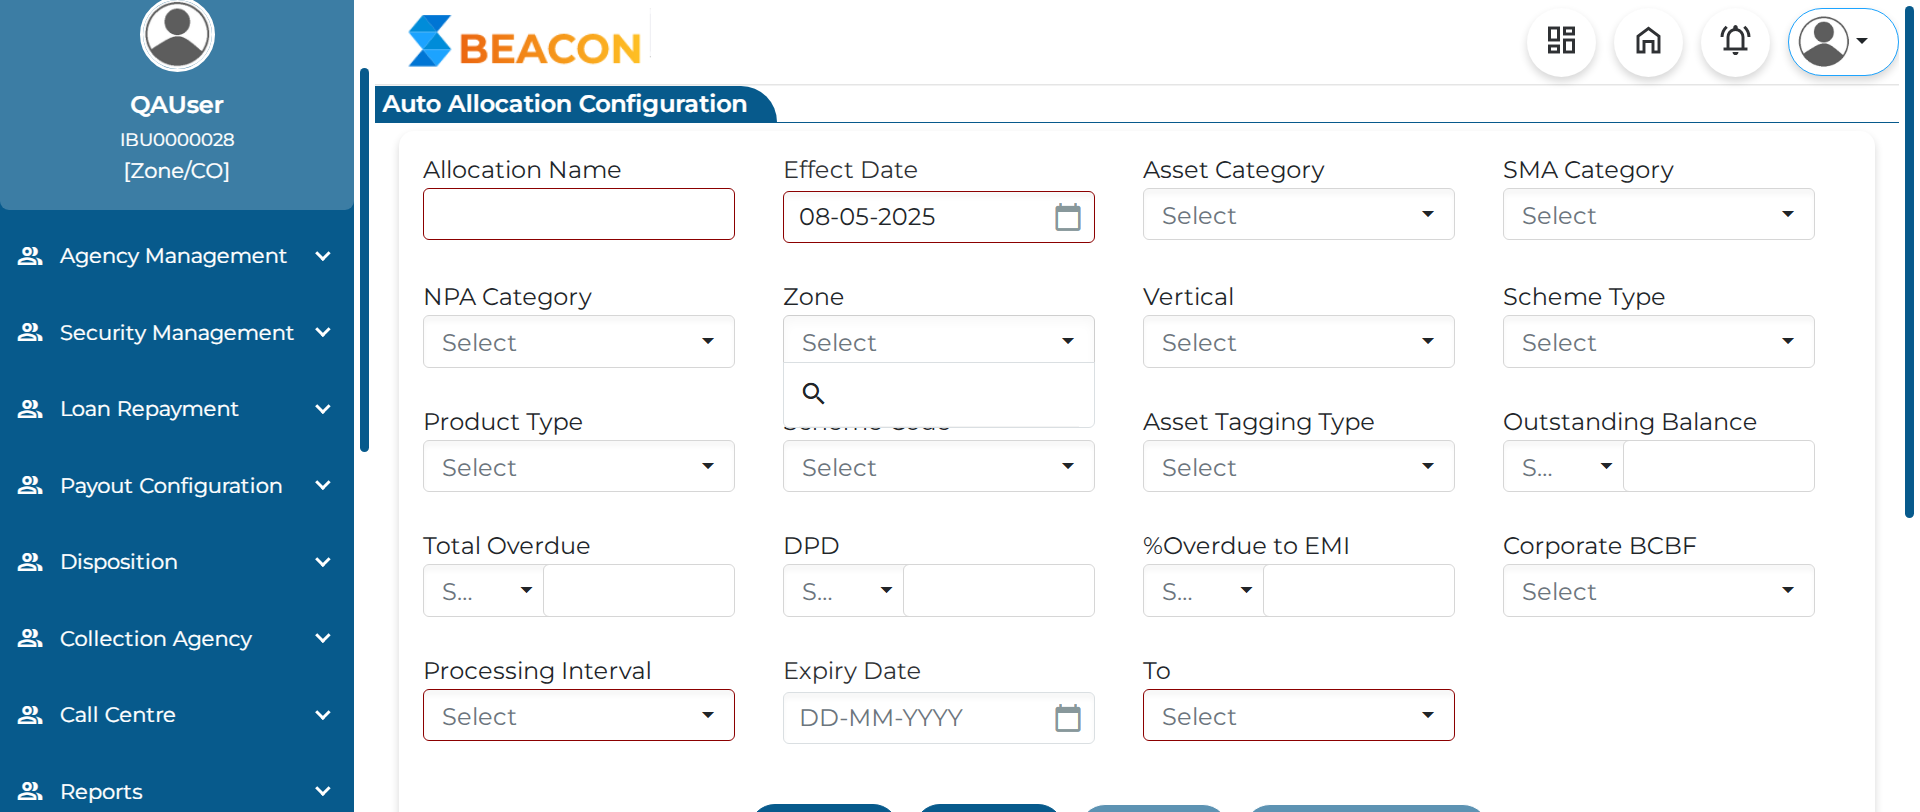 QAUser
IBU0000028
[Zone/CO]
Agency Management
Security Management
Loan Repayment
Payout Configuration
Disposition
Collection Agency
Call Centre
Reports
BEACON
Auto Allocation Configuration
Allocation Name Effect Date Asset Category SMA Category
08-05-2025 Select Select
NPA Category Zone Vertical Scheme Type
Select Select Select Select
Product Type Scheme Code Asset Tagging Type Outstanding Balance
Select Select Select S...
Total Overdue DPD %Overdue to EMI Corporate BCBF
S... S... S... Select
Processing Interval Expiry Date To
Select DD-MM-YYYY Select